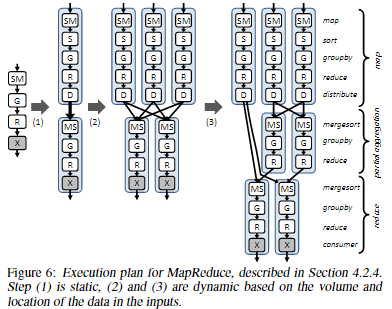 SM
G
R
X
(1)
SM
S
G
R
D
MS
G
R
X
(2)
SM SM SM
S S S
G G G
R R R
D D D
MS MS
G G
R R
X X
(3)
SM SM SM
S S S
G G G
R R R
D D D
MS MS
G G
R R
MS MS
G G
R R
X X
map
sort
groupby
reduce
distribute
map
mergesort
groupby
reduce
partial aggregation
mergesort
groupby
reduce
consumer
reduce
Figure 6: Execution plan for MapReduce, described in Section 4.2.4.
Step (1) is static, (2) and (3) are dynamic based on the volume and
location of the data in the inputs.